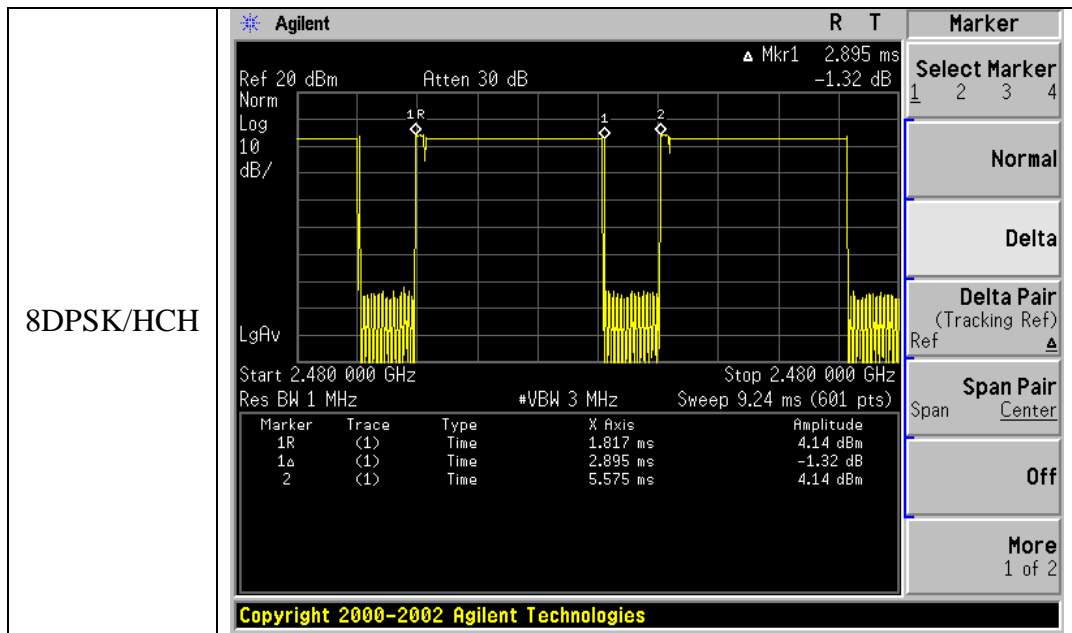 8DPSK/HCH
Agilent R T
Δ Mkr1 2.895 ms
Ref 20 dBm Atten 30 dB -1.32 dB
Norm
Log
10
dB/
1R
1
2
LgAv
Start 2.480 000 GHz Stop 2.480 000 GHz
Res BW 1 MHz #VBW 3 MHz Sweep 9.24 ms (601 pts)
Marker Trace Type X Axis Amplitude
1R (1) Time 1.817 ms 4.14 dBm
1Δ (1) Time 2.895 ms -1.32 dB
2 (1) Time 5.575 ms 4.14 dBm
Copyright 2000-2002 Agilent Technologies
Marker
Select Marker
1 2 3 4
Normal
Delta
Delta Pair
(Tracking Ref)
Ref Δ
Span Pair
Span Center
Off
More
1 of 2